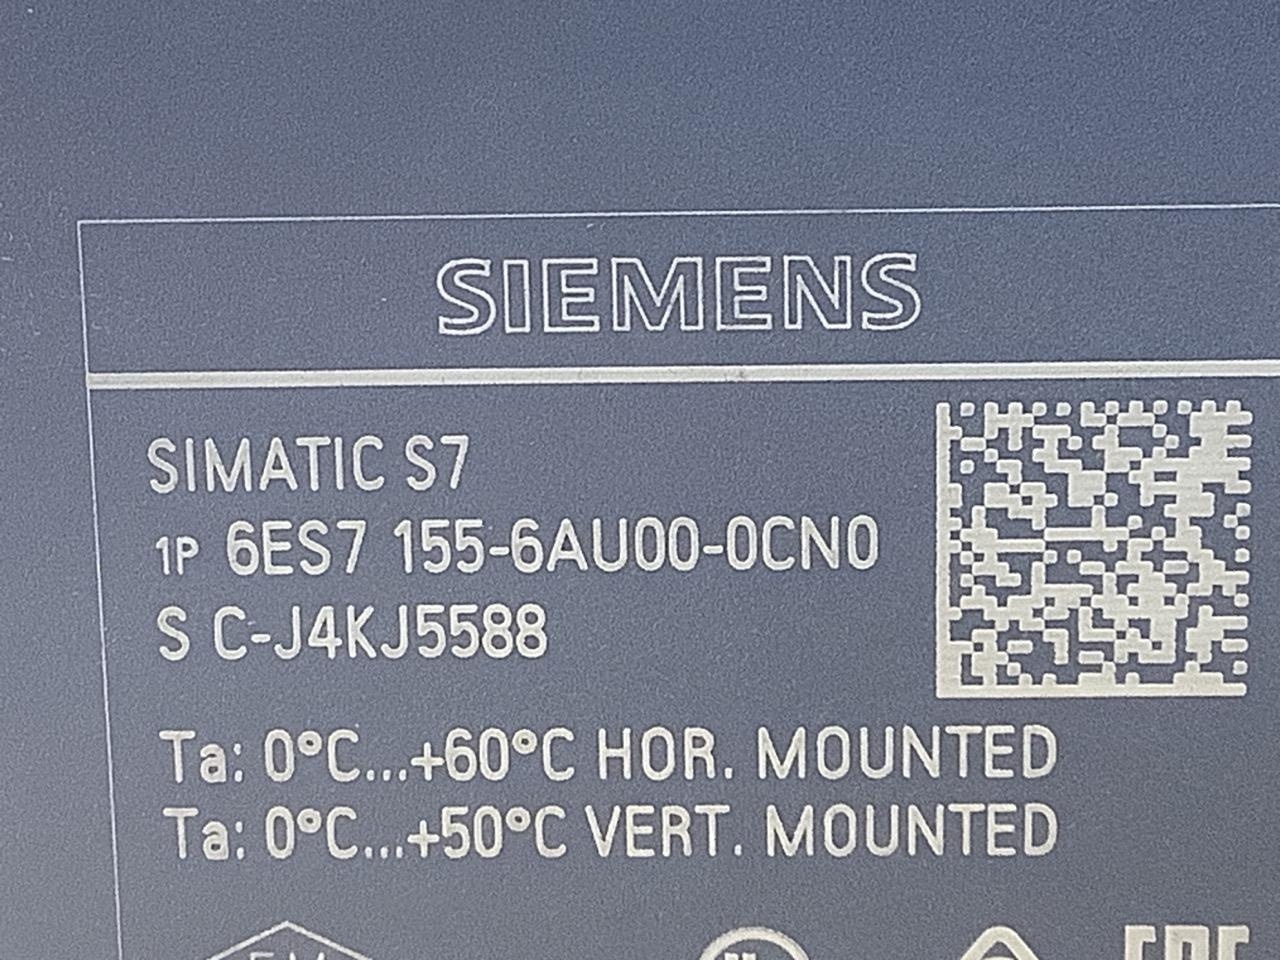 SIEMENS
SIMATIC S7
1P 6ES7 155-6AU00-0CN0
S C-J4KJ5588
Ta: 0°C...+60°C HOR. MOUNTED
Ta: 0°C...+50°C VERT. MOUNTED